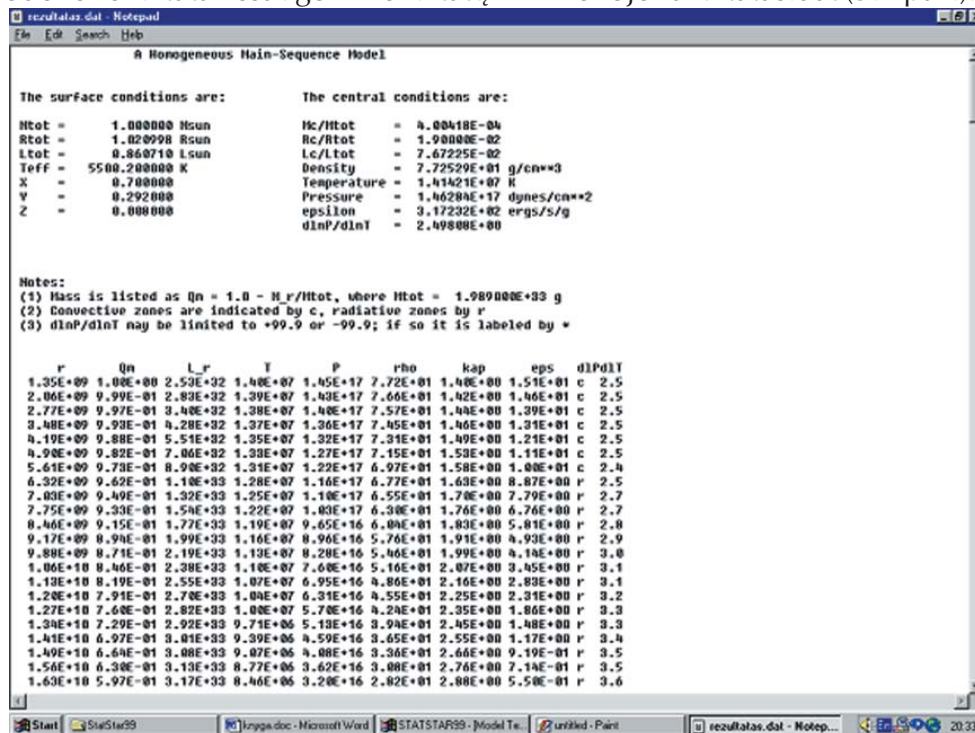 rezultatas.dat - Notepad
File Edit Search Help
A Homogeneous Main-Sequence Model
The surface conditions are: The central conditions are:
Mtot = 1.000000 Msun Mc/Mtot = 4.00418E-04
Rtot = 1.020998 Rsun Rc/Rtot = 1.90000E-02
Ltot = 0.860710 Lsun Lc/Ltot = 7.67225E-02
Teff = 5500.200000 K Density = 7.72529E+01 g/cm**3
X = 0.700000 Temperature = 1.41421E+07 K
Y = 0.292000 Pressure = 1.46284E+17 dynes/cm**2
Z = 0.008000 epsilon = 3.17232E+02 ergs/s/g
dlnP/dlnT = 2.49808E+00
Notes:
(1) Mass is listed as Qm = 1.0 - M_r/Mtot, where Mtot = 1.989000E+33 g
(2) Convective zones are indicated by c, radiative zones by r
(3) dlnP/dlnT may be limited to +99.9 or -99.9; if so it is labeled by *
r Qm L_r T P rho kap eps dlPdlT
1.35E+09 1.00E+00 2.53E+32 1.40E+07 1.45E+17 7.72E+01 1.40E+00 1.51E+01 c 2.5
2.06E+09 9.99E-01 2.83E+32 1.39E+07 1.43E+17 7.66E+01 1.42E+00 1.46E+01 c 2.5
2.77E+09 9.97E-01 3.40E+32 1.38E+07 1.40E+17 7.57E+01 1.44E+00 1.39E+01 c 2.5
3.48E+09 9.93E-01 4.28E+32 1.37E+07 1.36E+17 7.45E+01 1.46E+00 1.31E+01 c 2.5
4.19E+09 9.88E-01 5.51E+32 1.35E+07 1.32E+17 7.31E+01 1.49E+00 1.21E+01 c 2.5
4.90E+09 9.82E-01 7.06E+32 1.33E+07 1.27E+17 7.15E+01 1.53E+00 1.11E+01 c 2.5
5.61E+09 9.73E-01 8.90E+32 1.31E+07 1.22E+17 6.97E+01 1.58E+00 1.00E+01 c 2.4
6.32E+09 9.62E-01 1.10E+33 1.28E+07 1.16E+17 6.77E+01 1.63E+00 8.87E+00 r 2.5
7.03E+09 9.49E-01 1.32E+33 1.25E+07 1.10E+17 6.55E+01 1.70E+00 7.79E+00 r 2.7
7.75E+09 9.33E-01 1.54E+33 1.22E+07 1.03E+17 6.30E+01 1.76E+00 6.76E+00 r 2.7
8.46E+09 9.15E-01 1.77E+33 1.19E+07 9.65E+16 6.04E+01 1.83E+00 5.81E+00 r 2.8
9.17E+09 8.94E-01 1.99E+33 1.16E+07 8.96E+16 5.76E+01 1.91E+00 4.93E+00 r 2.9
9.88E+09 8.71E-01 2.19E+33 1.13E+07 8.28E+16 5.46E+01 1.99E+00 4.14E+00 r 3.0
1.06E+10 8.46E-01 2.38E+33 1.10E+07 7.60E+16 5.16E+01 2.07E+00 3.45E+00 r 3.1
1.13E+10 8.19E-01 2.55E+33 1.07E+07 6.95E+16 4.86E+01 2.16E+00 2.83E+00 r 3.1
1.20E+10 7.91E-01 2.70E+33 1.04E+07 6.31E+16 4.55E+01 2.25E+00 2.31E+00 r 3.2
1.27E+10 7.60E-01 2.82E+33 1.00E+07 5.70E+16 4.24E+01 2.35E+00 1.86E+00 r 3.3
1.34E+10 7.29E-01 2.92E+33 9.71E+06 5.13E+16 3.94E+01 2.45E+00 1.48E+00 r 3.3
1.41E+10 6.97E-01 3.01E+33 9.39E+06 4.59E+16 3.65E+01 2.55E+00 1.17E+00 r 3.4
1.49E+10 6.64E-01 3.08E+33 9.07E+06 4.08E+16 3.36E+01 2.66E+00 9.19E-01 r 3.5
1.56E+10 6.30E-01 3.13E+33 8.77E+06 3.62E+16 3.08E+01 2.76E+00 7.14E-01 r 3.5
1.63E+10 5.97E-01 3.17E+33 8.46E+06 3.20E+16 2.82E+01 2.88E+00 5.50E-01 r 3.6
Start StatStar99 knyga.doc - Microsoft Word STATSTAR99 - [Model Te... untitled - Paint rezultatas.dat - Notep...